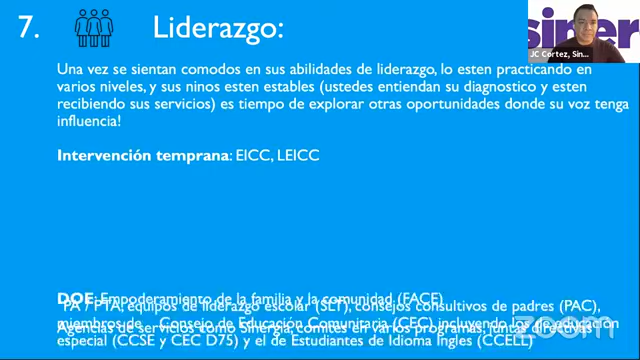 7. Liderazgo:
siner
JC Cortez, Sin...
Una vez se sientan comodos en sus abilidades de liderazgo, lo esten practicando en
varios niveles, y sus ninos esten estables (ustedes entiendan su diagnostico y esten
recibiendo sus servicios) es tiempo de explorar otras oportunidades donde su voz tenga
influencia!
Intervención temprana: EICC, LEICC
DOE: Empoderamiento de la familia y la comunidad (FACE)
PA / PTA, equipos de liderazgo escolar (SLT), consejos consultivos de padres (PAC),
miembros de Consejo de Educación Comunitaria (CEC) incluyendo los de educación
Agencias de servicios como Sinergia, comites en varios programas, juntas directivas
especial (CCSE y CEC D75) y el de Estudiantes de Idioma Ingles (CCELL)
zoom